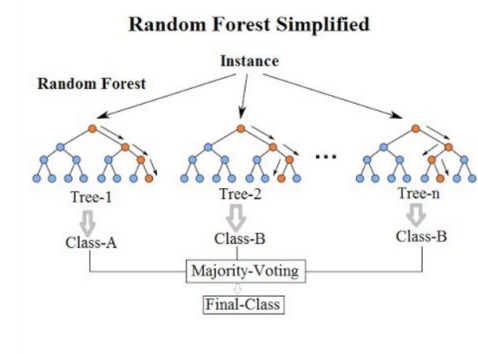 Random Forest Simplified
Instance
Random Forest
...
Tree-1
Tree-2
Tree-n
Class-A
Class-B
Class-B
Majority-Voting
Final-Class